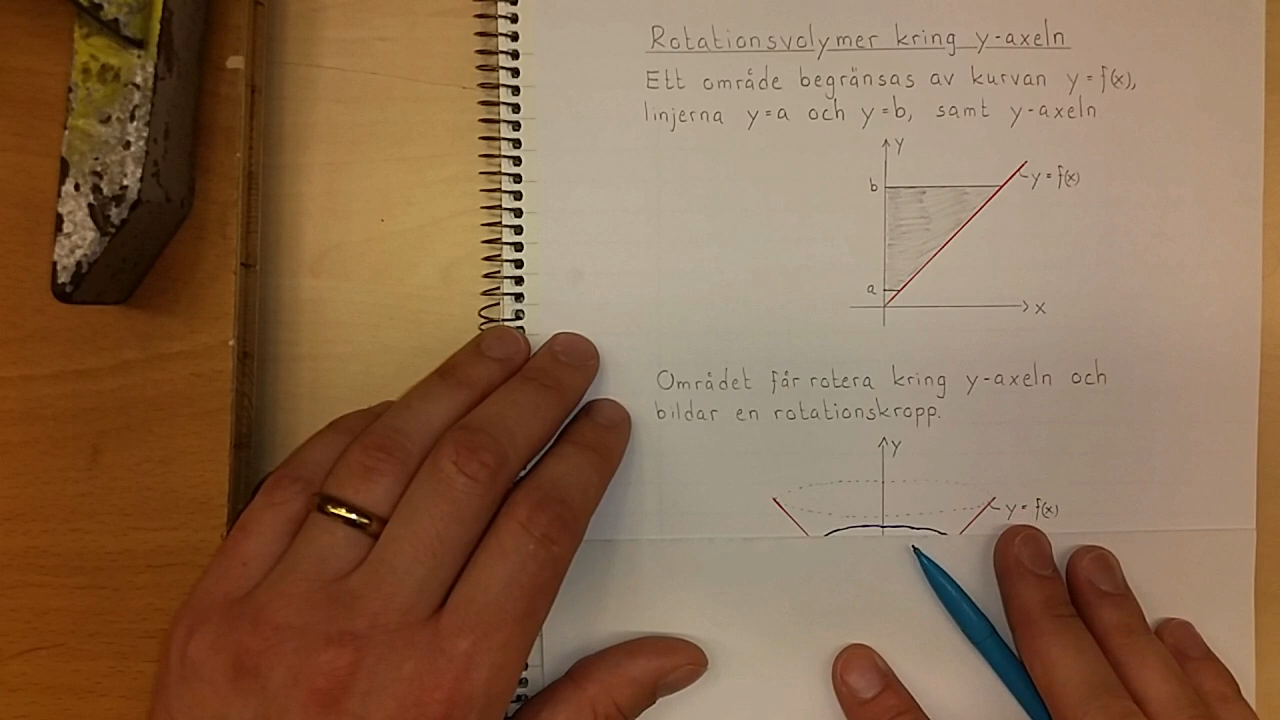 Rotationsvolymer kring y-axeln
Ett område begränsas av kurvan y = f(x),
linjerna y=a och y=b, samt y-axeln
y
b
y = f(x)
a
x
Området får rotera kring y-axeln och
bildar en rotationskropp.
y
y = f(x)